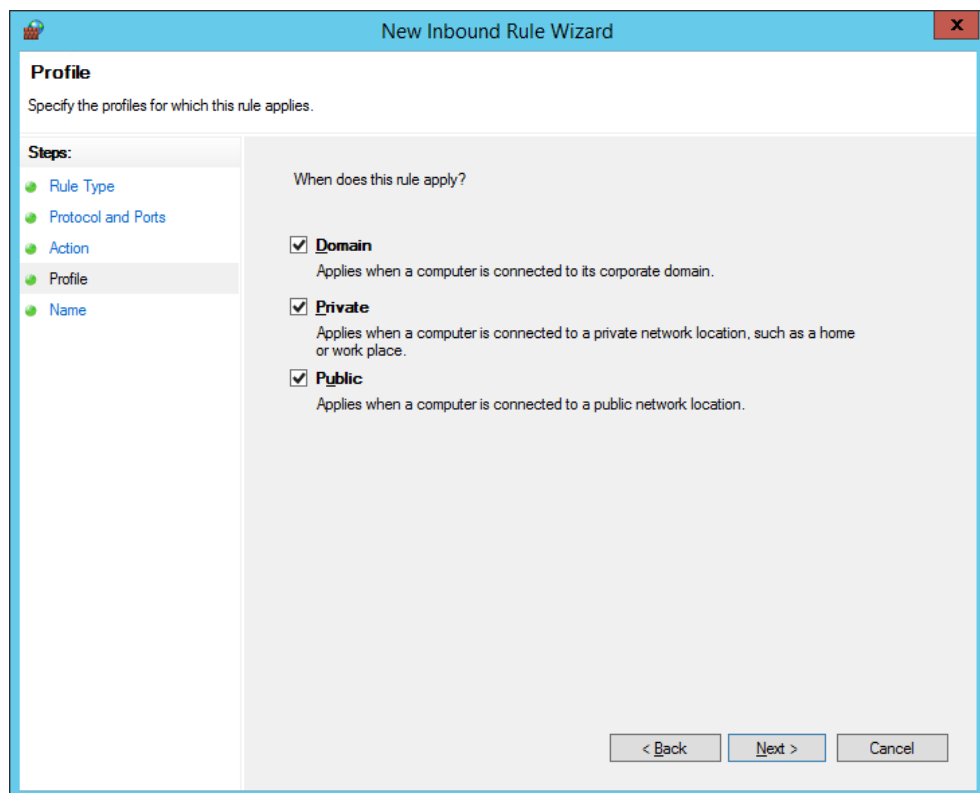 New Inbound Rule Wizard
X
Profile
Specify the profiles for which this rule applies.
Steps:
Rule Type
Protocol and Ports
Action
Profile
Name
When does this rule apply?
Domain
Applies when a computer is connected to its corporate domain.
Private
Applies when a computer is connected to a private network location, such as a home
or work place.
Public
Applies when a computer is connected to a public network location.
< Back
Next >
Cancel